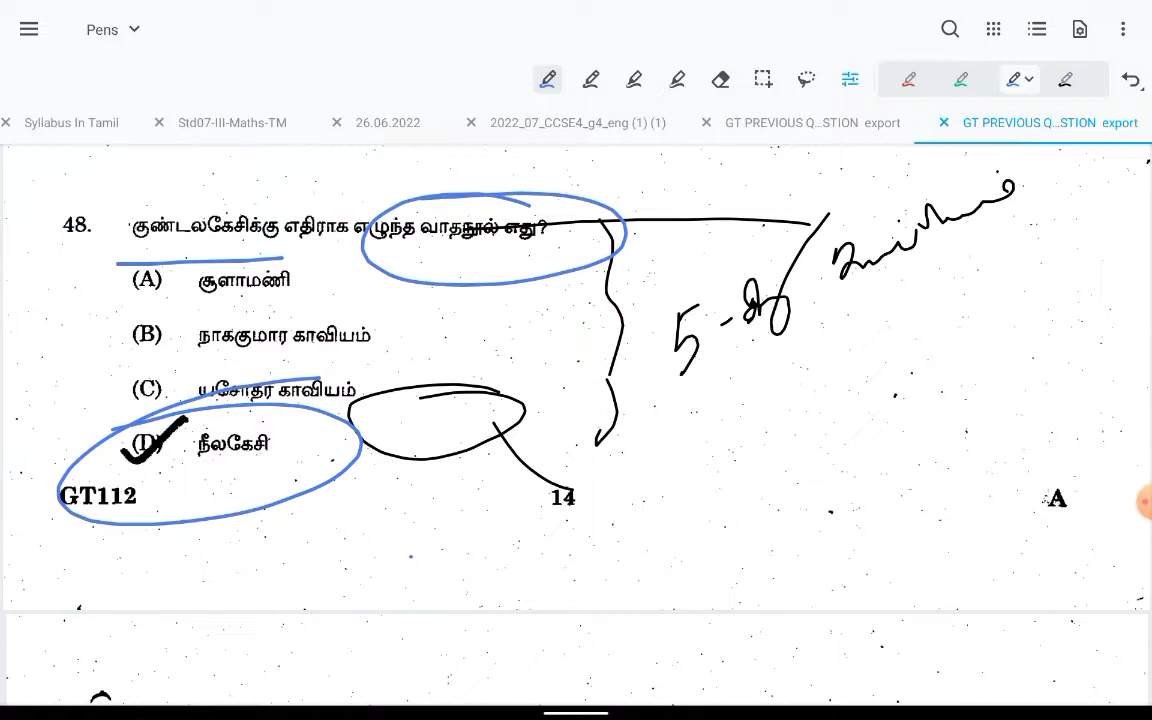 Pens
Syllabus In Tamil
Std07-III-Maths-TM
26.06.2022
2022_07_CCSE4_g4_eng (1) (1)
GT PREVIOUS Q...STION export
GT PREVIOUS Q...STION export
48. குண்டலகேசிக்கு எதிராக எழுந்த வாதநூல் எது?
(A) சூளாமணி
(B) நாககுமார காவியம்
(C) யசோதர காவியம்
(D) நீலகேசி
5 -
GT112
14
A